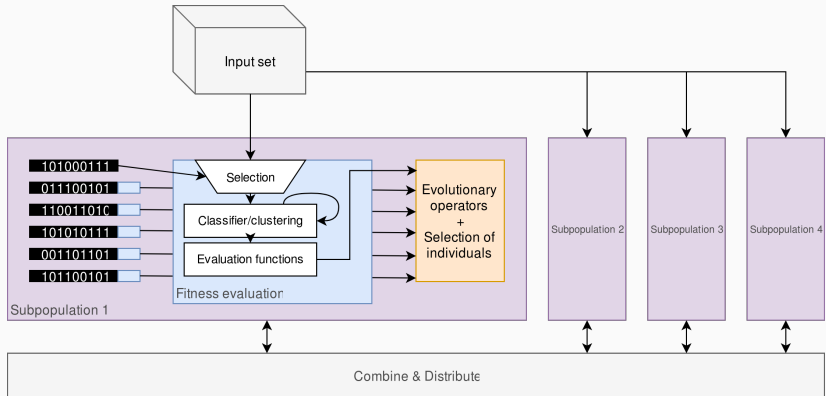 Input set
101000111
011100101
110011010
101010111
001101101
101100101
Selection
Classifier/clustering
Evaluation functions
Fitness evaluation
Evolutionary
operators
+
Selection of
individuals
Subpopulation 1
Subpopulation 2
Subpopulation 3
Subpopulation 4
Combine & Distribute